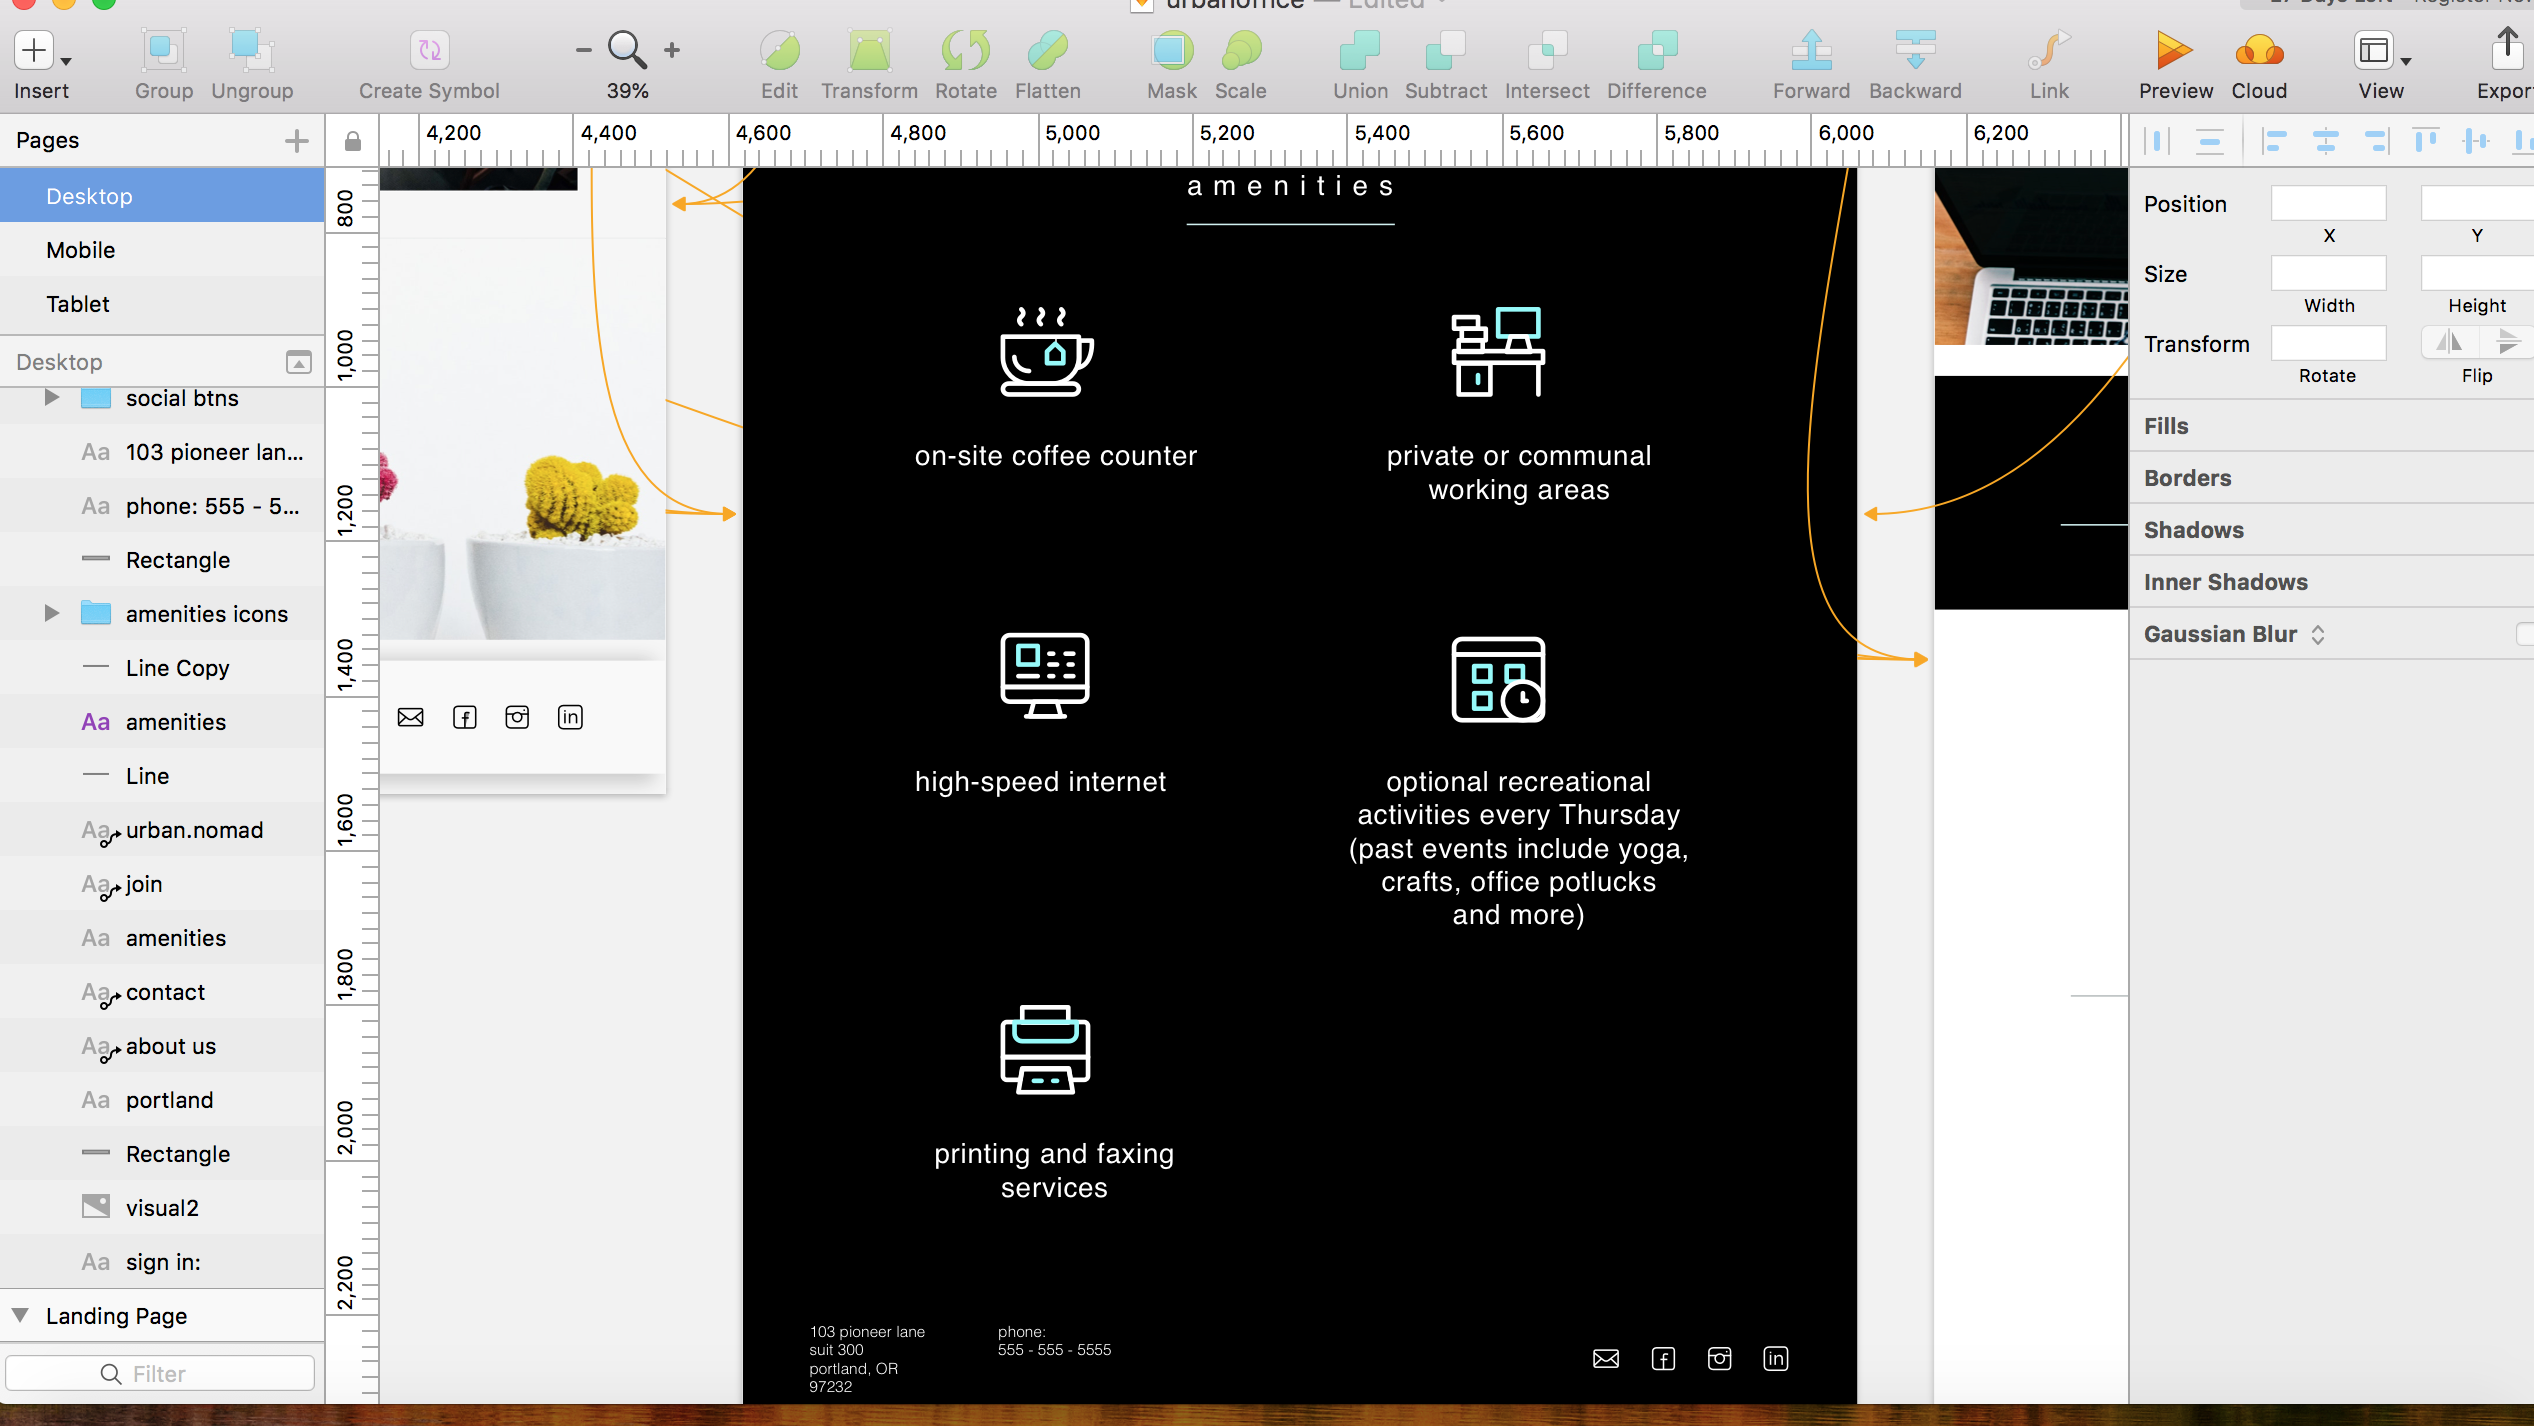 urbanoffice — Edited
27 Days Left Register No
Insert
Group
Ungroup
Create Symbol
39%
Edit
Transform
Rotate
Flatten
Mask
Scale
Union
Subtract
Intersect
Difference
Forward
Backward
Link
Preview
Cloud
View
Expor
Pages
4,200
4,400
4,600
4,800
5,000
5,200
5,400
5,600
5,800
6,000
6,200
Desktop
Mobile
Tablet
Desktop
social btns
Aa 103 pioneer lan...
Aa phone: 555 - 5...
Rectangle
amenities icons
Line Copy
Aa amenities
Line
Aa urban.nomad
Aa join
Aa amenities
Aa contact
Aa about us
Aa portland
Rectangle
visual2
Aa sign in:
Landing Page
Filter
800
1,000
1,200
1,400
1,600
1,800
2,000
2,200
in
amenities
on-site coffee counter
private or communal
working areas
high-speed internet
optional recreational
activities every Thursday
(past events include yoga,
crafts, office potlucks
and more)
printing and faxing
services
103 pioneer lane
suit 300
portland, OR
97232
phone:
555 - 555 - 5555
in
Position
X
Y
Size
Width
Height
Transform
Rotate
Flip
Fills
Borders
Shadows
Inner Shadows
Gaussian Blur